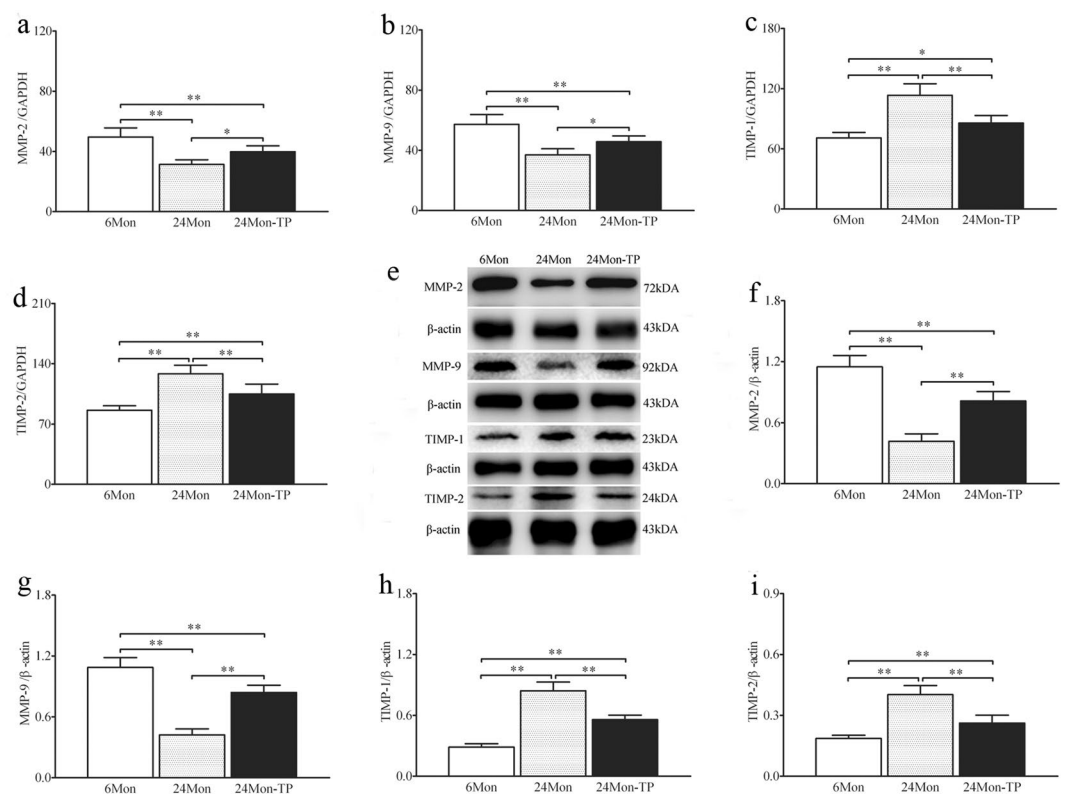 a
120
80
40
0
MMP-2 /GAPDH
**
**
*
6Mon 24Mon 24Mon-TP
b
120
80
40
0
MMP-9 /GAPDH
**
**
*
6Mon 24Mon 24Mon-TP
c
180
120
60
0
TIMP-1/GAPDH
*
** **
6Mon 24Mon 24Mon-TP
d
210
140
70
0
TIMP-2/GAPDH
**
** **
6Mon 24Mon 24Mon-TP
e
6Mon 24Mon 24Mon-TP
MMP-2 72kDA
β-actin 43kDA
MMP-9 92kDA
β-actin 43kDA
TIMP-1 23kDA
β-actin 43kDA
TIMP-2 24kDA
β-actin 43kDA
f
1.8
1.2
0.6
0.0
MMP-2 /β -actin
**
**
**
6Mon 24Mon 24Mon-TP
g
1.8
1.2
0.6
0.0
MMP-9 /β -actin
**
**
**
6Mon 24Mon 24Mon-TP
h
1.8
1.2
0.6
0.0
TIMP-1/β -actin
**
** **
6Mon 24Mon 24Mon-TP
i
0.9
0.6
0.3
0.0
TIMP-2/β -actin
**
** **
6Mon 24Mon 24Mon-TP